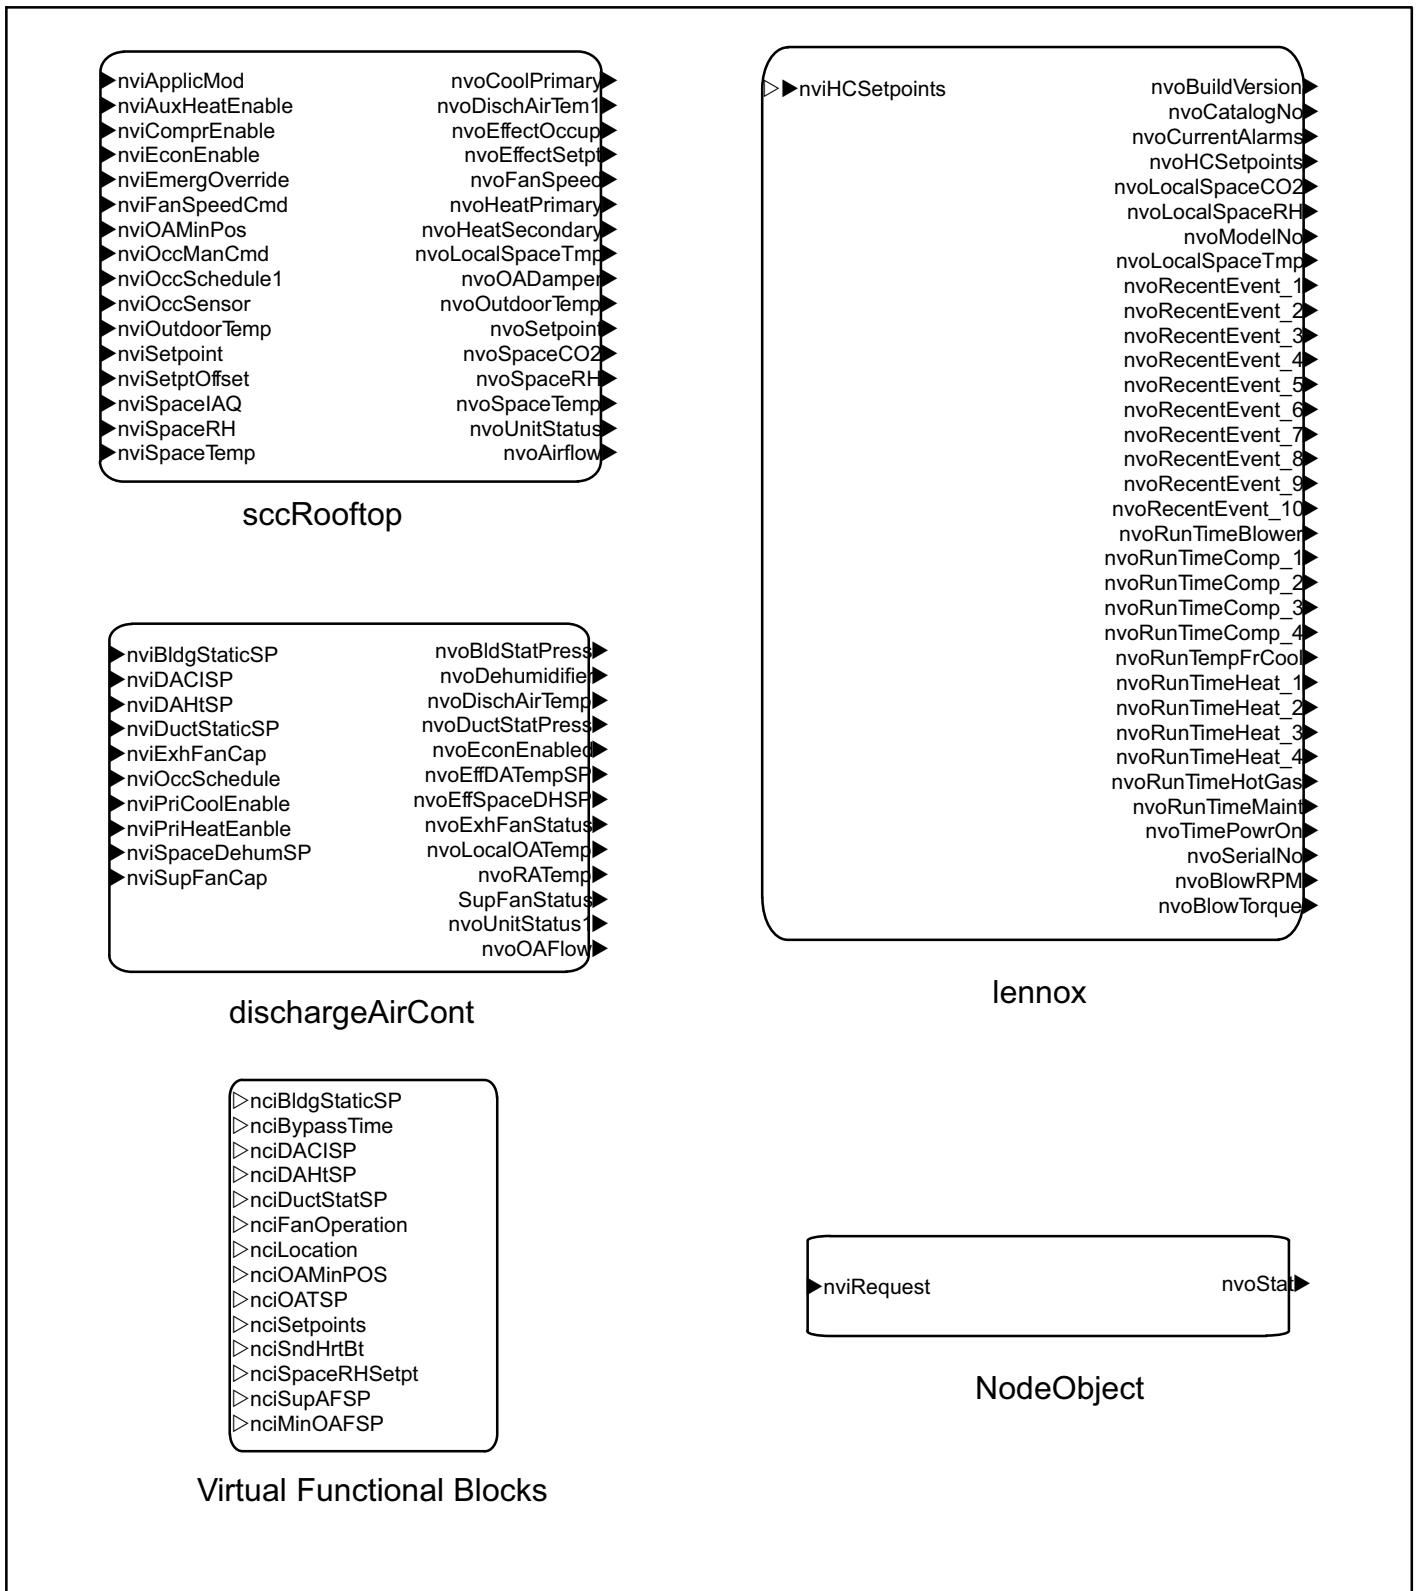 nviApplicMod
nviAuxHeatEnable
nviComprEnable
nviEconEnable
nviEmergOverride
nviFanSpeedCmd
nviOAMinPos
nviOccManCmd
nviOccSchedule1
nviOccSensor
nviOutdoorTemp
nviSetpoint
nviSetptOffset
nviSpaceIAQ
nviSpaceRH
nviSpaceTemp
nvoCoolPrimary
nvoDischAirTem1
nvoEffectOccup
nvoEffectSetpt
nvoFanSpeed
nvoHeatPrimary
nvoHeatSecondary
nvoLocalSpaceTmp
nvoOADamper
nvoOutdoorTemp
nvoSetpoint
nvoSpaceCO2
nvoSpaceRH
nvoSpaceTemp
nvoUnitStatus
nvoAirflow
sccRooftop
nviHCSetpoints
nvoBuildVersion
nvoCatalogNo
nvoCurrentAlarms
nvoHCSetpoints
nvoLocalSpaceCO2
nvoLocalSpaceRH
nvoModelNo
nvoLocalSpaceTmp
nvoRecentEvent_1
nvoRecentEvent_2
nvoRecentEvent_3
nvoRecentEvent_4
nvoRecentEvent_5
nvoRecentEvent_6
nvoRecentEvent_7
nvoRecentEvent_8
nvoRecentEvent_9
nvoRecentEvent_10
nvoRunTimeBlower
nvoRunTimeComp_1
nvoRunTimeComp_2
nvoRunTimeComp_3
nvoRunTimeComp_4
nvoRunTempFrCool
nvoRunTimeHeat_1
nvoRunTimeHeat_2
nvoRunTimeHeat_3
nvoRunTimeHeat_4
nvoRunTimeHotGas
nvoRunTimeMaint
nvoTimePowrOn
nvoSerialNo
nvoBlowRPM
nvoBlowTorque
lennox
nviBldgStaticSP
nviDAClSP
nviDAHtSP
nviDuctStaticSP
nviExhFanCap
nviOccSchedule
nviPriCoolEnable
nviPriHeatEanble
nviSpaceDehumSP
nviSupFanCap
nvoBldStatPress
nvoDehumidifier
nvoDischAirTemp
nvoDuctStatPress
nvoEconEnabled
nvoEffDATempSP
nvoEffSpaceDHSP
nvoExhFanStatus
nvoLocalOATemp
nvoRATemp
SupFanStatus
nvoUnitStatus1
nvoOAFlow
dischargeAirCont
nciBldgStaticSP
nciBypassTime
nciDAClSP
nciDAHtSP
nciDuctStatSP
nciFanOperation
nciLocation
nciOAMinPOS
nciOATSP
nciSetpoints
nciSndHrtBt
nciSpaceRHSetpt
nciSupAFSP
nciMinOAFSP
Virtual Functional Blocks
nviRequest
nvoStat
NodeObject